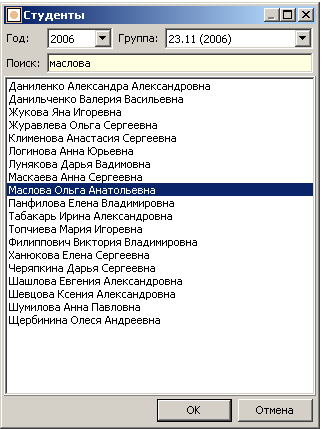 Студенты
Год: 2006 Группа: 23.11 (2006)
Поиск: маслова
Даниленко Александра Александровна
Данильченко Валерия Васильевна
Жукова Яна Игоревна
Журавлева Ольга Сергеевна
Клименова Анастасия Сергеевна
Логинова Анна Юрьевна
Лунякова Дарья Вадимовна
Маскаева Анна Сергеевна
Маслова Ольга Анатольевна
Панфилова Елена Владимировна
Табакарь Ирина Александровна
Топчиева Мария Игоревна
Филиппович Виктория Владимировна
Ханюкова Елена Сергеевна
Черяпкина Дарья Сергеевна
Шашлова Евгения Александровна
Шевцова Ксения Александровна
Шумилова Анна Павловна
Щербинина Олеся Андреевна
OK Отмена